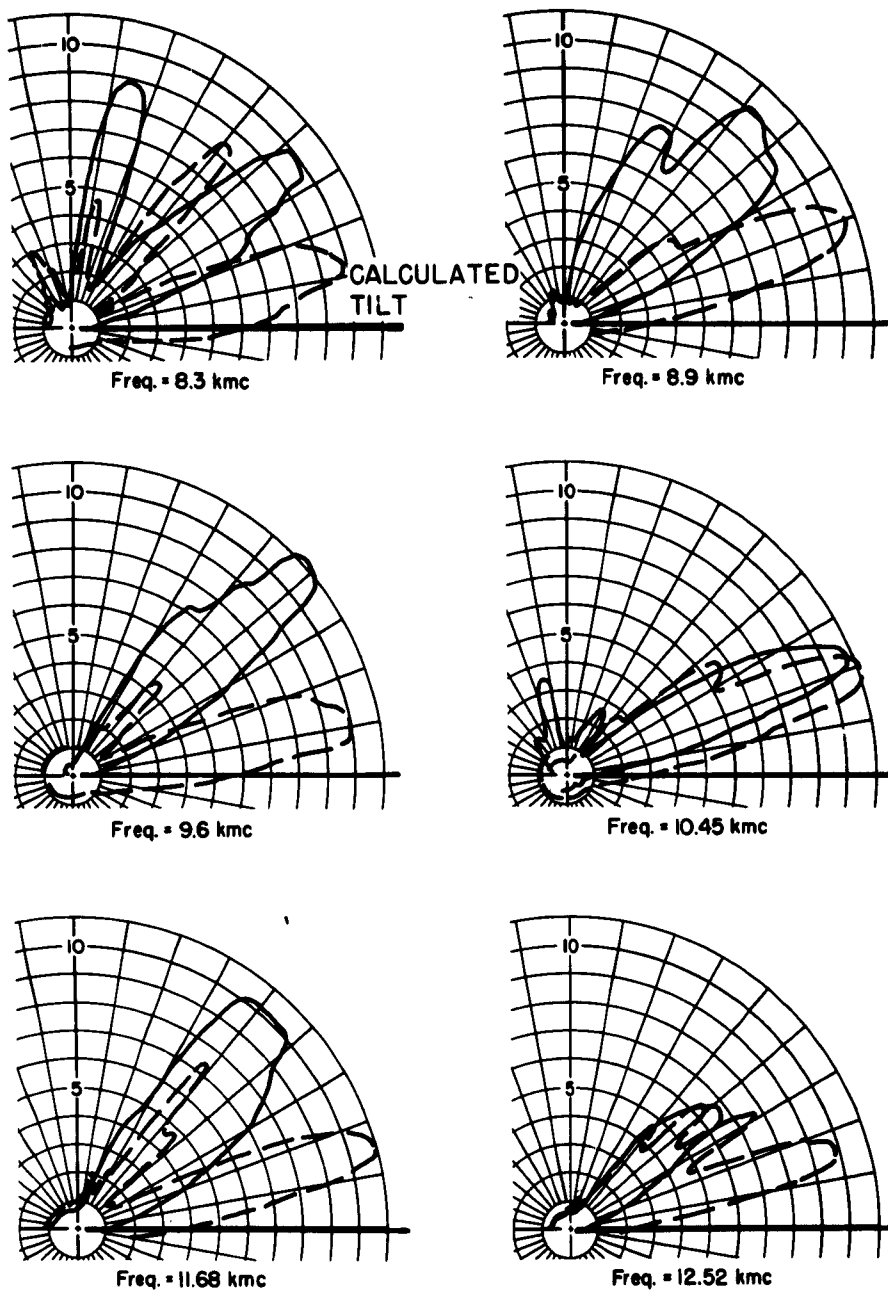 10
5
CALCULATED
TILT
Freq. = 8.3 kmc
10
5
Freq. = 8.9 kmc
10
5
Freq. = 9.6 kmc
10
5
Freq. = 10.45 kmc
10
5
Freq. = 11.68 kmc
10
5
Freq. = 12.52 kmc